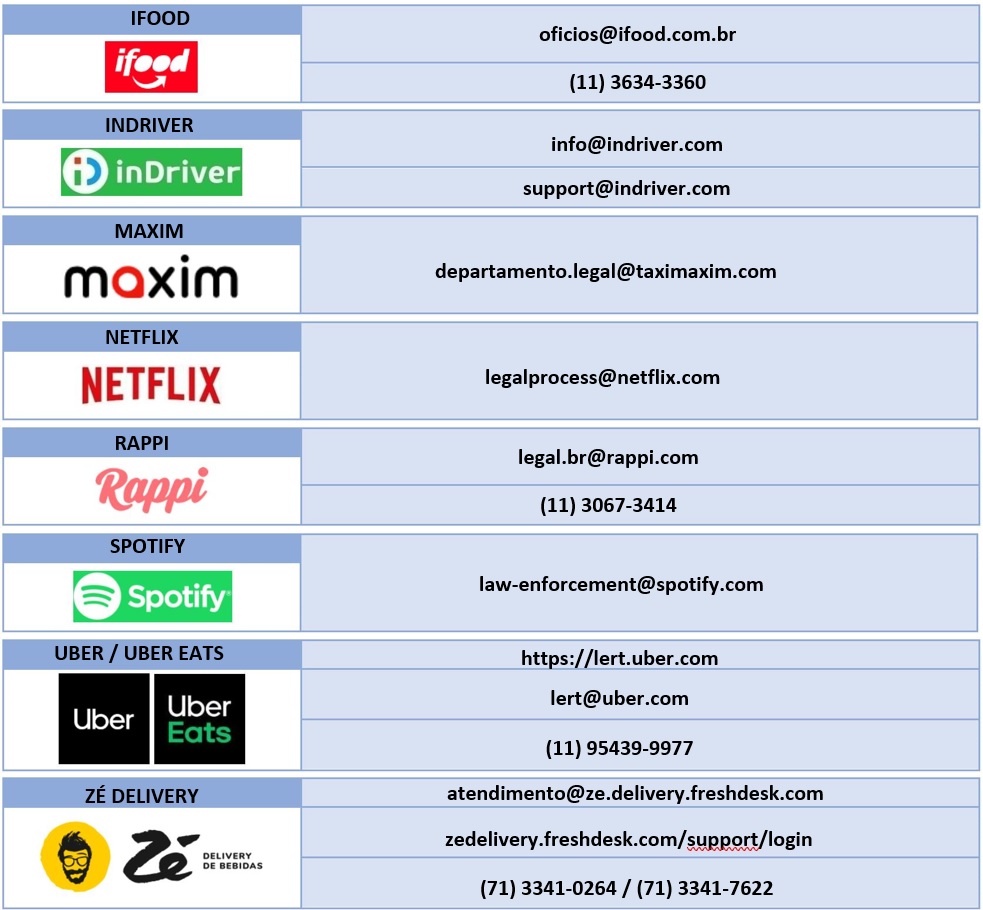 IFOOD
ifood
oficios@ifood.com.br
(11) 3634-3360
INDRIVER
inDriver
info@indriver.com
support@indriver.com
MAXIM
maxim
departamento.legal@taximaxim.com
NETFLIX
NETFLIX
legalprocess@netflix.com
RAPPI
Rappi
legal.br@rappi.com
(11) 3067-3414
SPOTIFY
Spotify
law-enforcement@spotify.com
UBER / UBER EATS
Uber
Uber
Eats
https://lert.uber.com
lert@uber.com
(11) 95439-9977
ZÉ DELIVERY
Zé
DELIVERY
DE BEBIDAS
atendimento@ze.delivery.freshdesk.com
zedelivery.freshdesk.com/support/login
(71) 3341-0264 / (71) 3341-7622